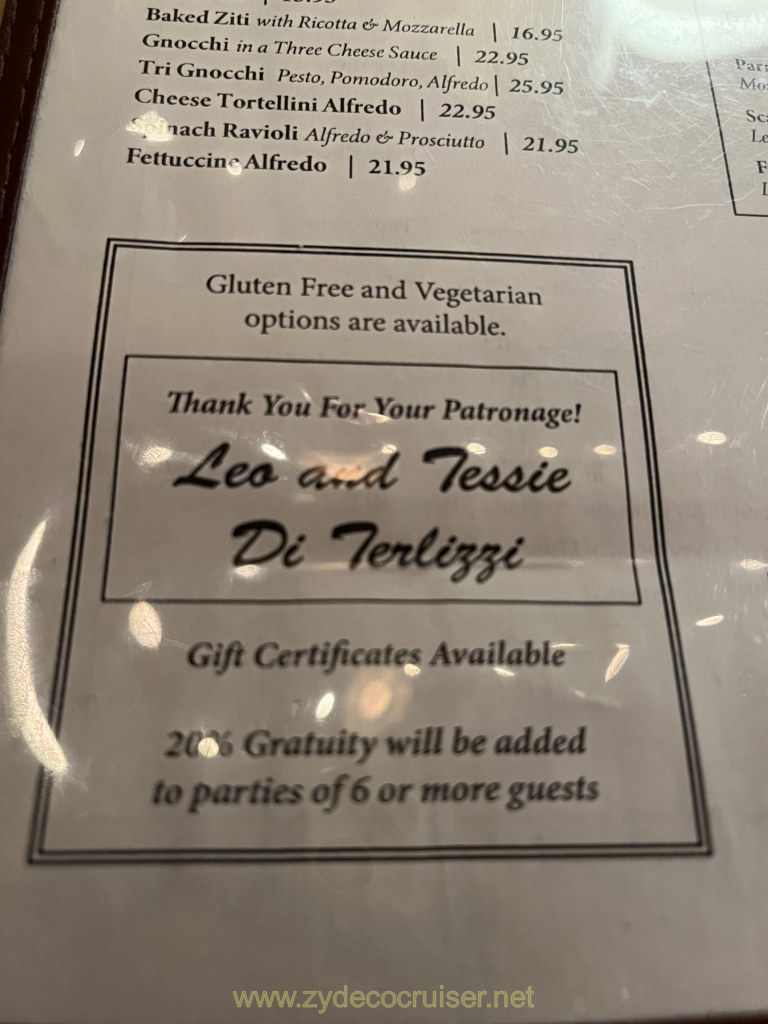 Baked Ziti with Ricotta & Mozzarella | 16.95
Gnocchi in a Three Cheese Sauce | 22.95
Tri Gnocchi Pesto, Pomodoro, Alfredo | 25.95
Cheese Tortellini Alfredo | 22.95
Spinach Ravioli Alfredo & Prosciutto | 21.95
Fettuccine Alfredo | 21.95
Gluten Free and Vegetarian
options are available.
Thank You For Your Patronage!
Leo and Tessie
Di Terlizzi
Gift Certificates Available
20% Gratuity will be added
to parties of 6 or more guests
www.zydecocruiser.net